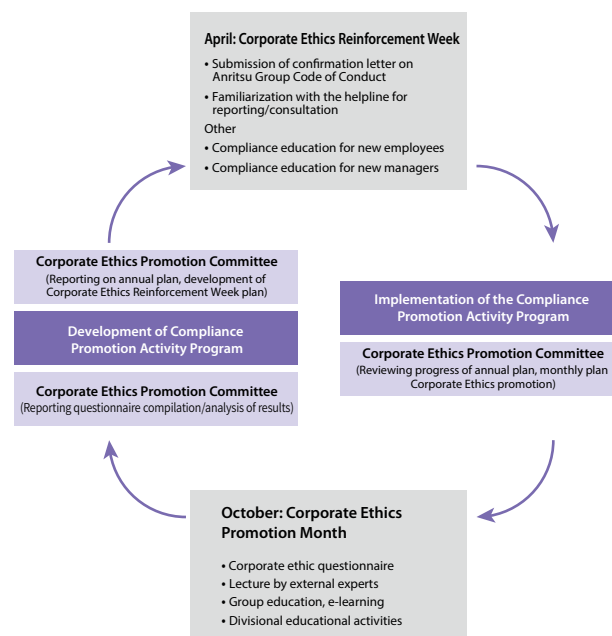 April: Corporate Ethics Reinforcement Week
• Submission of confirmation letter on
Anritsu Group Code of Conduct
• Familiarization with the helpline for
reporting/consultation
Other
• Compliance education for new employees
• Compliance education for new managers
Corporate Ethics Promotion Committee
(Reporting on annual plan, development of
Corporate Ethics Reinforcement Week plan)
Development of Compliance
Promotion Activity Program
Corporate Ethics Promotion Committee
(Reporting questionnaire compilation/analysis of results)
Implementation of the Compliance
Promotion Activity Program
Corporate Ethics Promotion Committee
(Reviewing progress of annual plan, monthly plan
Corporate Ethics promotion)
October: Corporate Ethics
Promotion Month
• Corporate ethic questionnaire
• Lecture by external experts
• Group education, e-learning
• Divisional educational activities